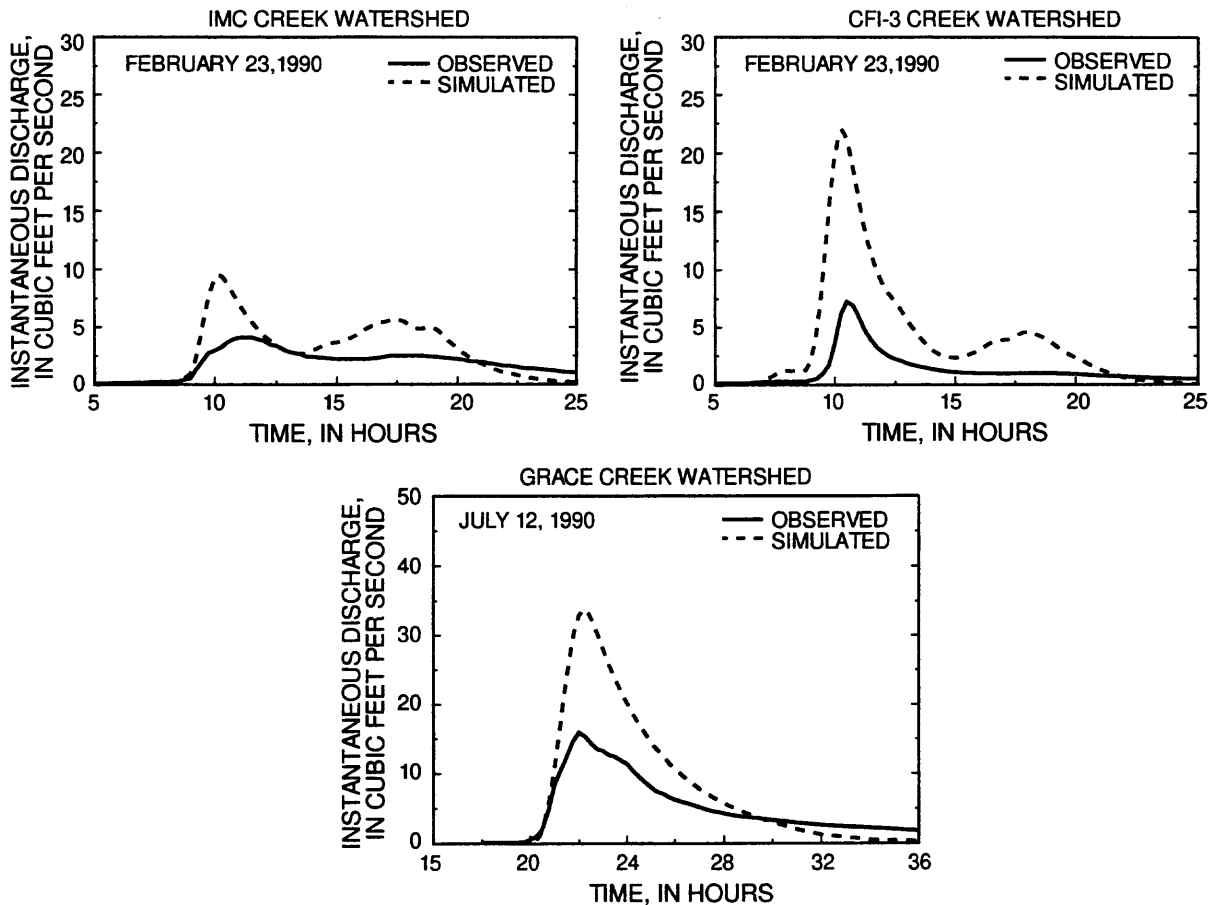 IMC CREEK WATERSHED
INSTANTANEOUS DISCHARGE,
IN CUBIC FEET PER SECOND
30
25
20
15
10
5
0
FEBRUARY 23,1990
OBSERVED
SIMULATED
5
10
15
20
25
TIME, IN HOURS
CFI-3 CREEK WATERSHED
INSTANTANEOUS DISCHARGE,
IN CUBIC FEET PER SECOND
30
25
20
15
10
5
0
FEBRUARY 23,1990
OBSERVED
SIMULATED
5
10
15
20
25
TIME, IN HOURS
GRACE CREEK WATERSHED
INSTANTANEOUS DISCHARGE,
IN CUBIC FEET PER SECOND
50
40
30
20
10
0
JULY 12, 1990
OBSERVED
SIMULATED
15
20
24
28
32
36
TIME, IN HOURS